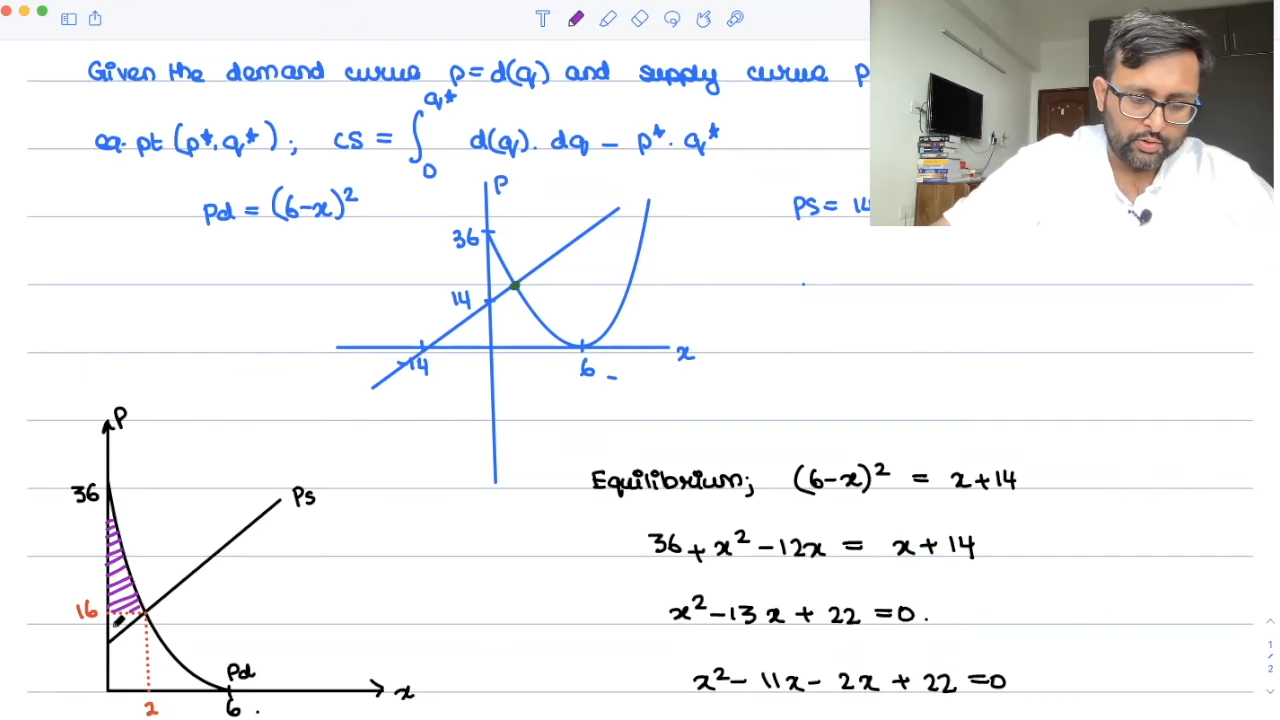 Given the demand curve p=d(q) and supply curve p
eq. pt (p*, q*); CS = ∫₀^q* d(q). dq – p*. q*
Pd = (6-x)²
Ps = 14
P
36
14
-14
6
x
P
36
Ps
16
Pd
x
2
6
Equilibrium; (6-x)² = x+14
36 + x² - 12x = x + 14
x² - 13x + 22 = 0.
x² - 11x - 2x + 22 = 0
1
2